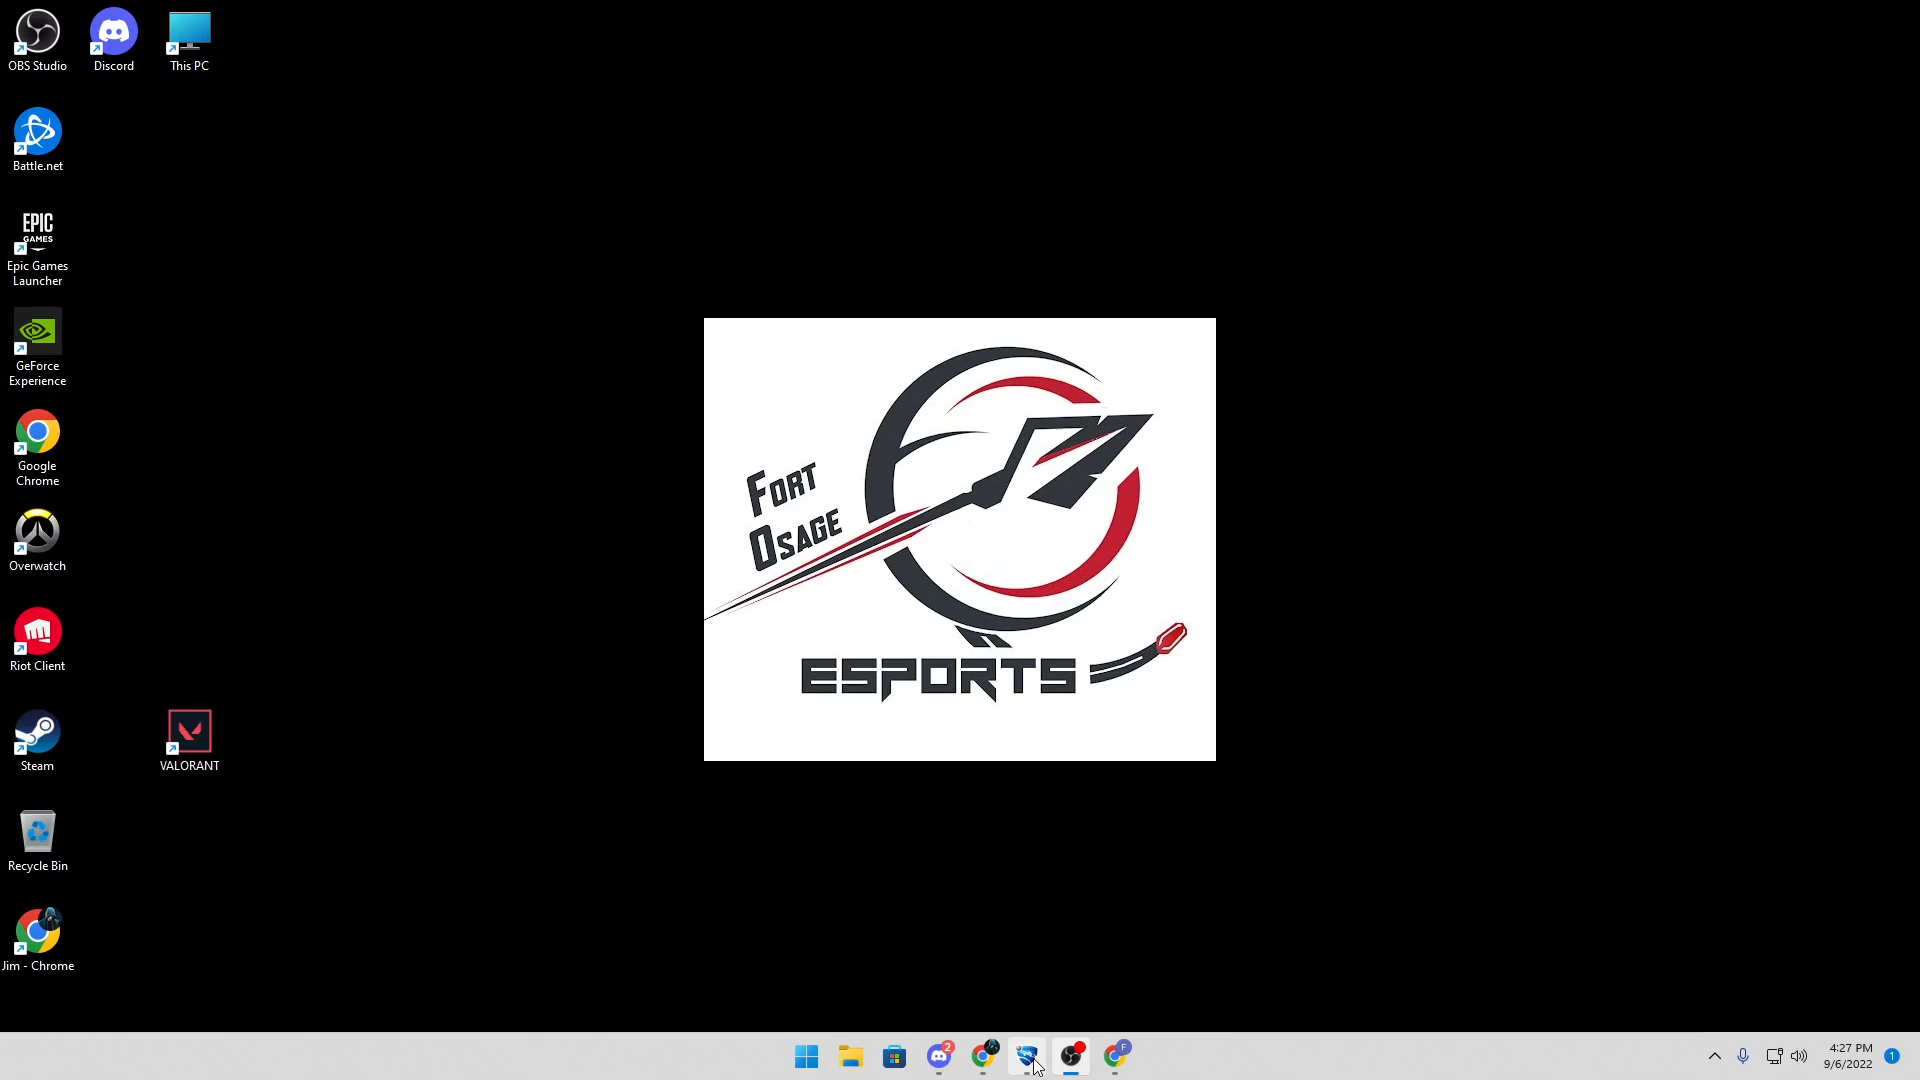 OBS Studio
Discord
This PC
Battle.net
EPIC
GAMES
Epic Games
Launcher
GeForce
Experience
Google
Chrome
Overwatch
Riot Client
Steam
VALORANT
Recycle Bin
Jim - Chrome
FORT
OSAGE
ESPORTS
2
F
4:27 PM
9/6/2022
1